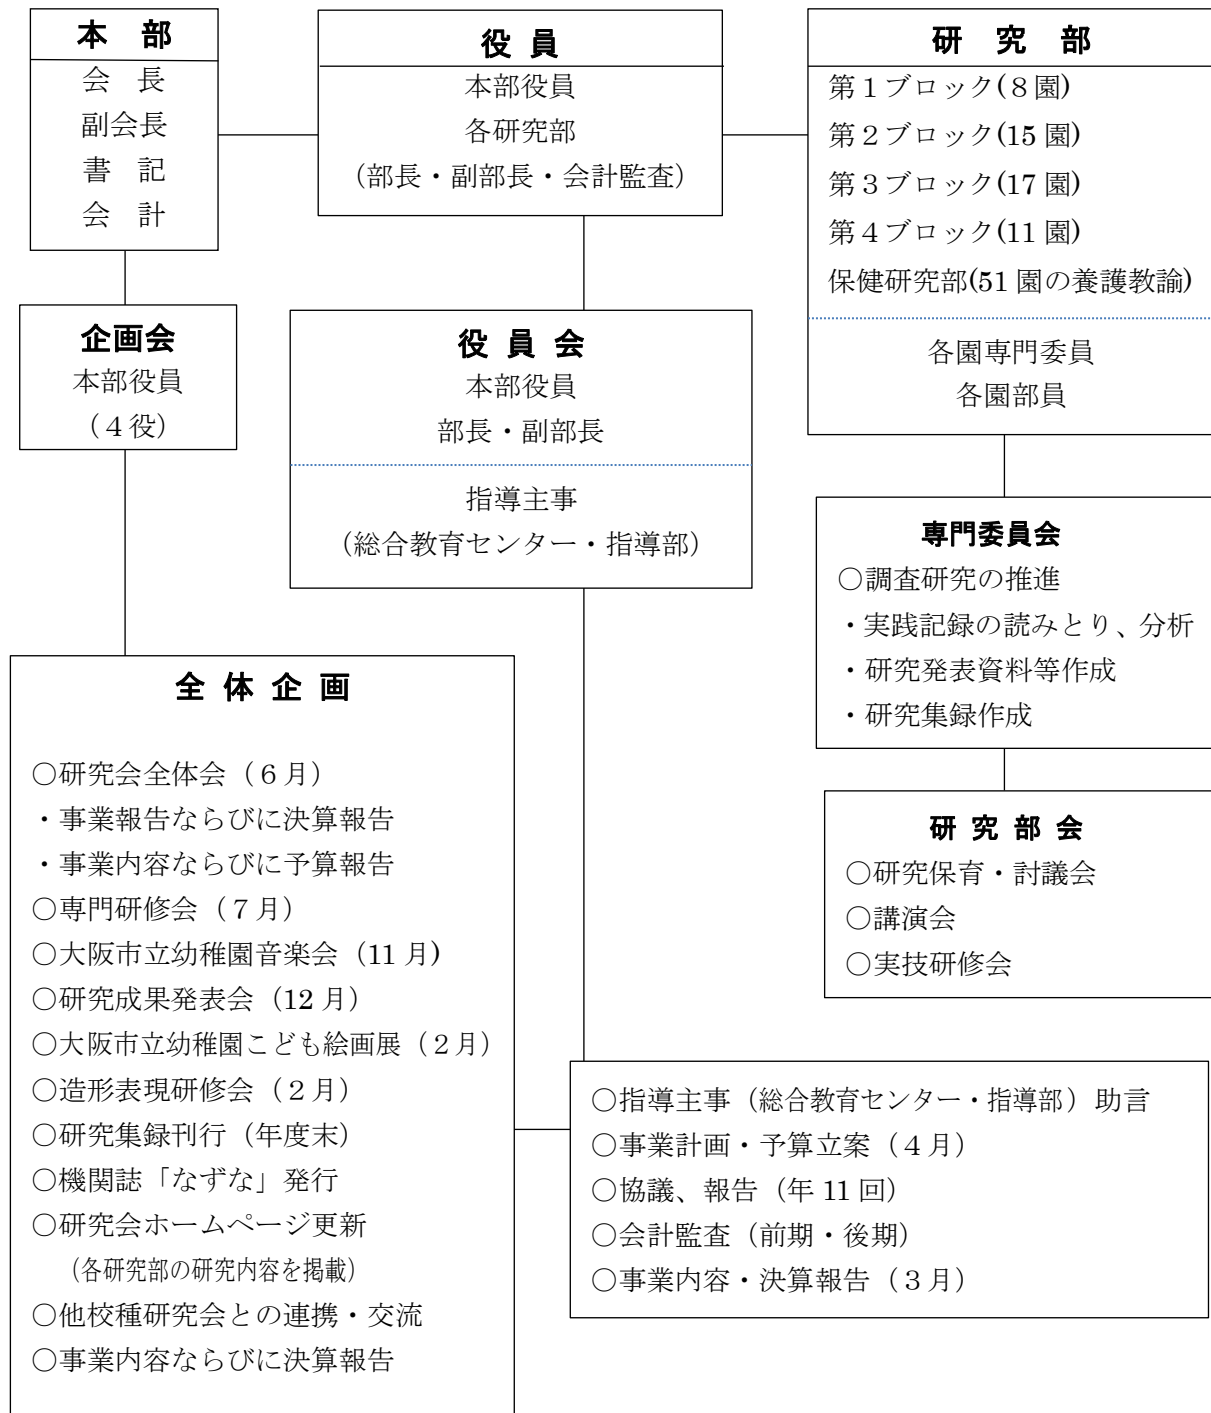 本　部
会　長
副会長
書　記
会　計
役 員
本部役員
各研究部
（部長・副部長・会計監査）
研　究　部
第１ブロック(８園)
第２ブロック(15 園)
第３ブロック(17 園)
第４ブロック(11 園)
保健研究部(51 園の養護教諭)
各園専門委員
各園部員
企画会
本部役員
（４役）
役 員 会
本部役員
部長・副部長
指導主事
（総合教育センター・指導部）
専門委員会
○調査研究の推進
・実践記録の読みとり、分析
・研究発表資料等作成
・研究集録作成
研 究 部 会
○研究保育・討議会
○講演会
○実技研修会
全 体 企 画
○研究会全体会（６月）
・事業報告ならびに決算報告
・事業内容ならびに予算報告
○専門研修会（７月）
○大阪市立幼稚園音楽会（11 月)
○研究成果発表会（12 月）
○大阪市立幼稚園こども絵画展（２月）
○造形表現研修会（２月）
○研究集録刊行（年度末）
○機関誌「なずな」発行
○研究会ホームページ更新
（各研究部の研究内容を掲載）
○他校種研究会との連携・交流
○事業内容ならびに決算報告
○指導主事（総合教育センター・指導部）助言
○事業計画・予算立案（４月）
○協議、報告（年 11 回）
○会計監査（前期・後期）
○事業内容・決算報告（３月）